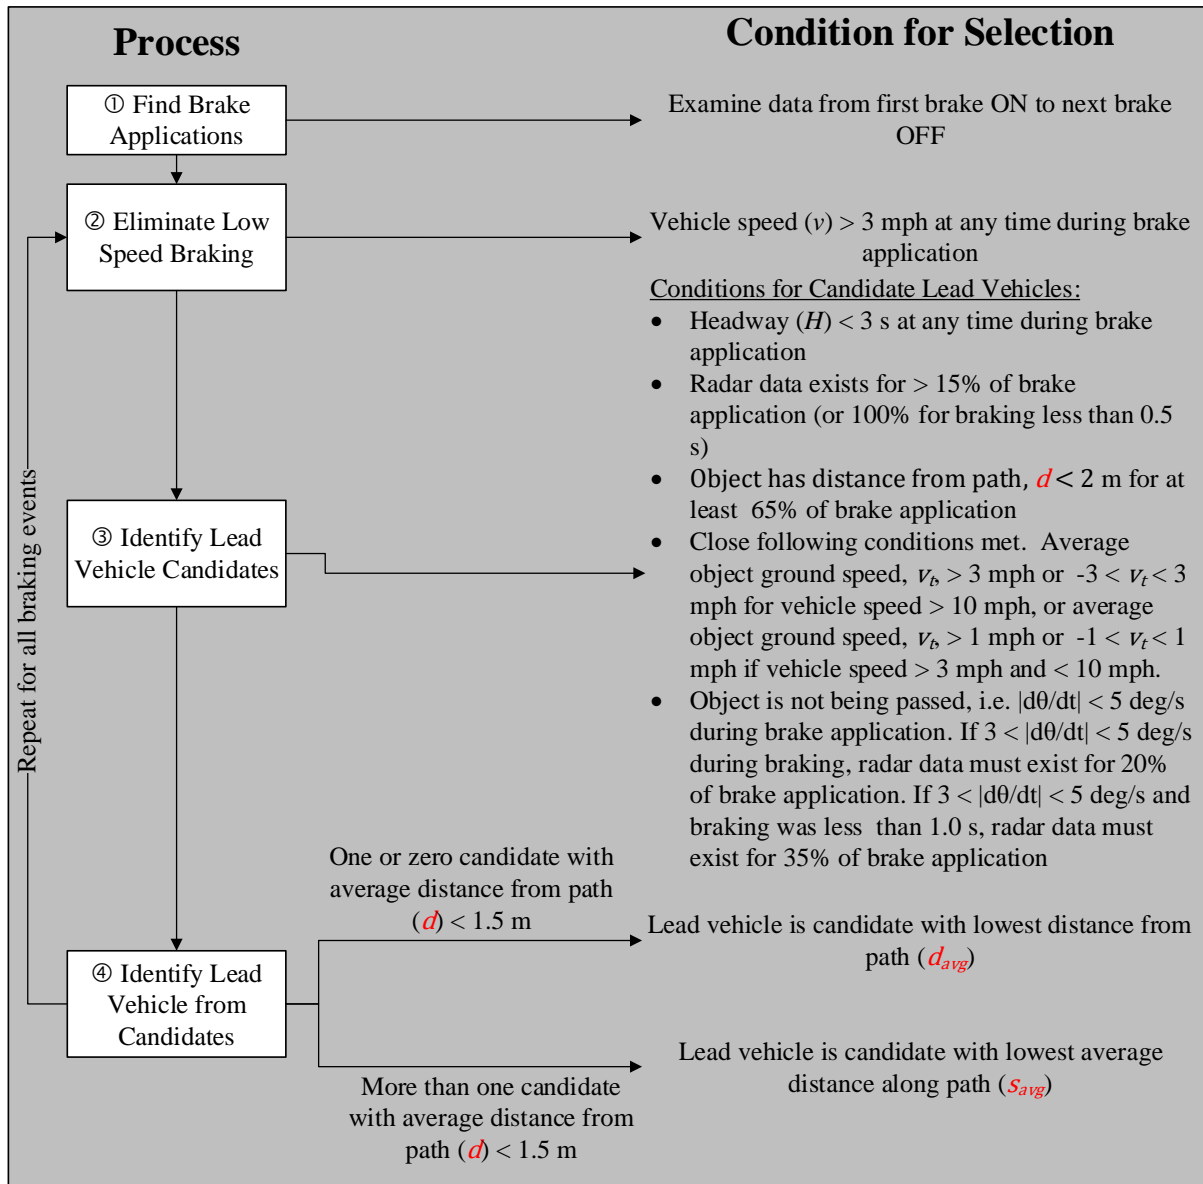 Process
Condition for Selection
① Find Brake
Applications
Examine data from first brake ON to next brake
OFF
② Eliminate Low
Speed Braking
Vehicle speed (v) > 3 mph at any time during brake
application
Conditions for Candidate Lead Vehicles:
• Headway (H) < 3 s at any time during brake
application
• Radar data exists for > 15% of brake
application (or 100% for braking less than 0.5
s)
• Object has distance from path, d < 2 m for at
least 65% of brake application
③ Identify Lead
Vehicle Candidates
• Close following conditions met. Average
object ground speed, vt, > 3 mph or -3 < vt < 3
mph for vehicle speed > 10 mph, or average
object ground speed, vt, > 1 mph or -1 < vt < 1
mph if vehicle speed > 3 mph and < 10 mph.
• Object is not being passed, i.e. |dθ/dt| < 5 deg/s
during brake application. If 3 < |dθ/dt| < 5 deg/s
during braking, radar data must exist for 20%
of brake application. If 3 < |dθ/dt| < 5 deg/s and
braking was less than 1.0 s, radar data must
exist for 35% of brake application
Repeat for all braking events
④ Identify Lead
Vehicle from
Candidates
One or zero candidate with
average distance from path
(d) < 1.5 m
Lead vehicle is candidate with lowest distance from
path (davg)
More than one candidate
with average distance from
path (d) < 1.5 m
Lead vehicle is candidate with lowest average
distance along path (savg)